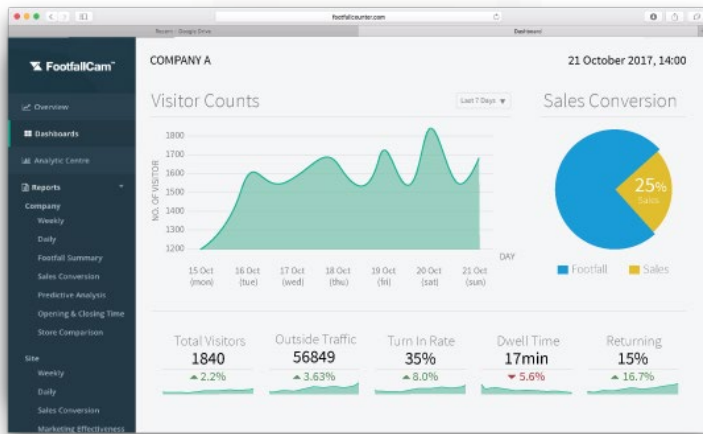 footfallcounter.com
Recent - Google Drive
Dashboard
FootfallCam™
Overview
Dashboards
Analytic Centre
Reports
Company
Weekly
Daily
Footfall Summary
Sales Conversion
Predictive Analysis
Opening & Closing Time
Store Comparison
Site
Weekly
Daily
Sales Conversion
Marketing Effectiveness
COMPANY A
21 October 2017, 14:00
Visitor Counts
Last 7 Days
Sales Conversion
NO. OF VISITOR
1800
1700
1600
1500
1400
1300
1200
15 Oct (mon)
16 Oct (tue)
17 Oct (wed)
18 Oct (thu)
19 Oct (fri)
20 Oct (sat)
21 Oct (sun)
DAY
25%
Sales
Footfall
Sales
Total Visitors
1840
2.2%
Outside Traffic
56849
3.63%
Turn In Rate
35%
8.0%
Dwell Time
17min
5.6%
Returning
15%
16.7%